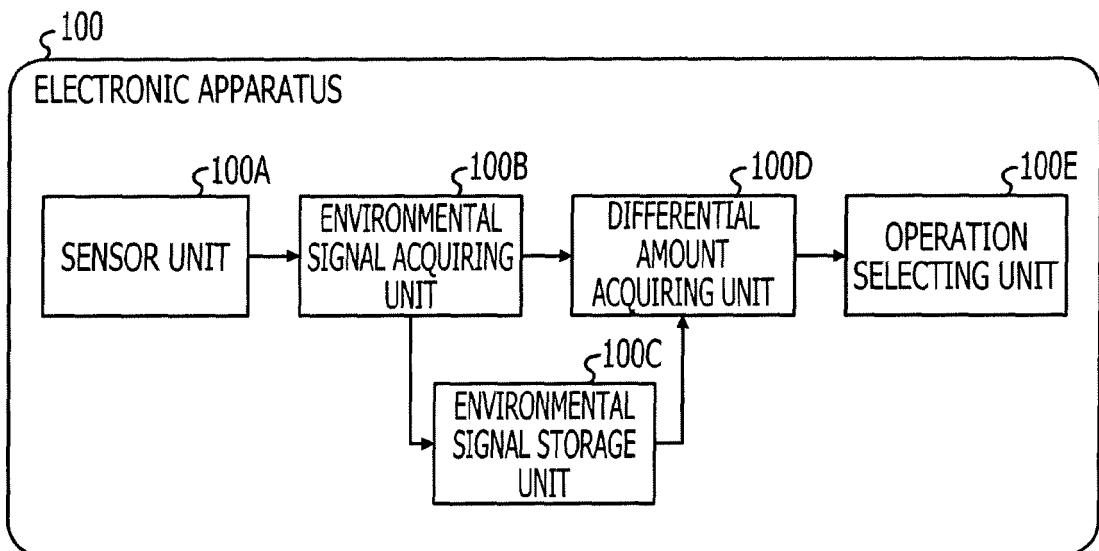 100
ELECTRONIC APPARATUS
100A
SENSOR UNIT
100B
ENVIRONMENTAL
SIGNAL ACQUIRING
UNIT
100D
DIFFERENTIAL
AMOUNT
ACQUIRING UNIT
100E
OPERATION
SELECTING UNIT
100C
ENVIRONMENTAL
SIGNAL STORAGE
UNIT